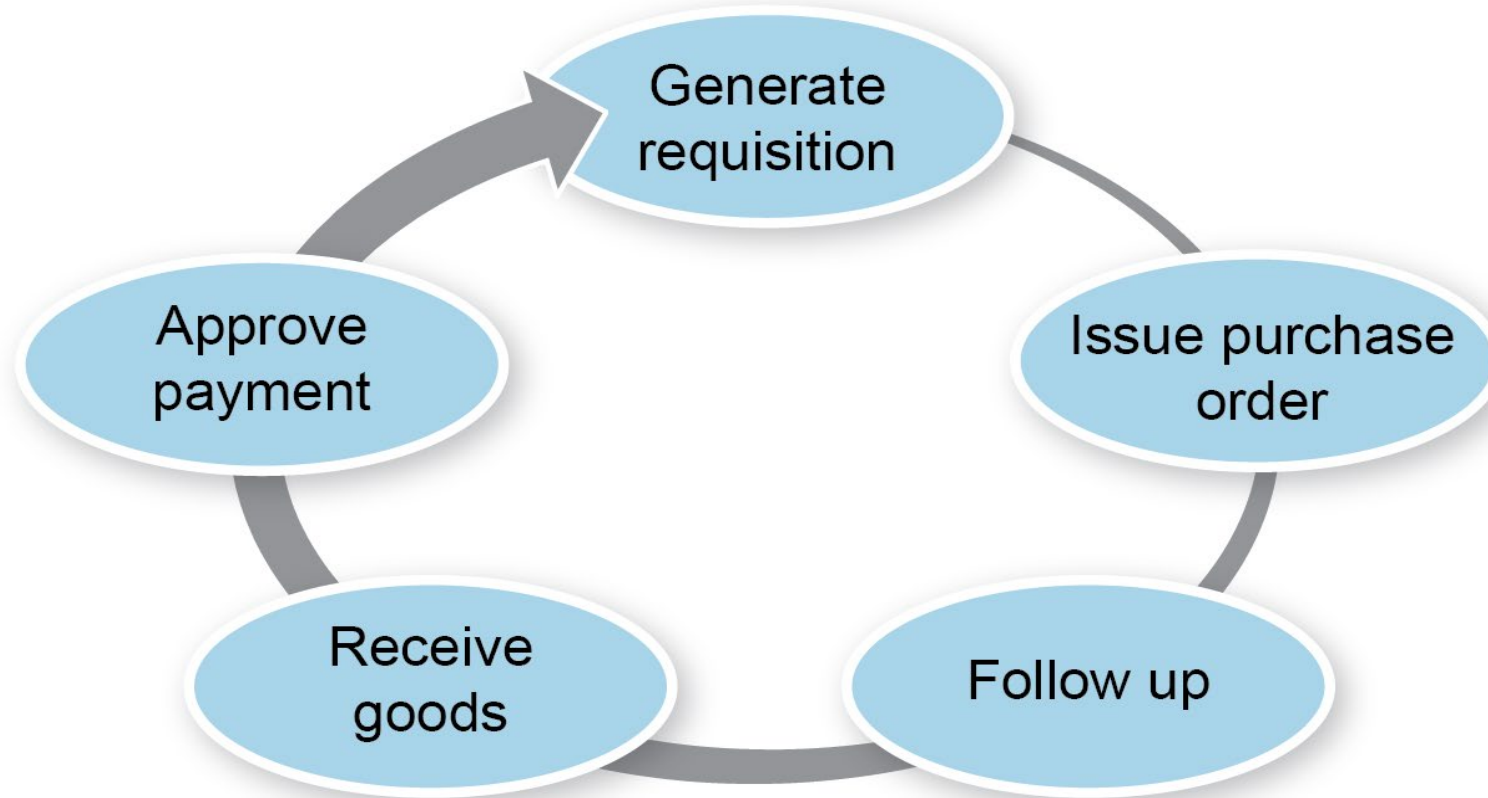 Generate
requisition
Issue purchase
order
Follow up
Receive
goods
Approve
payment